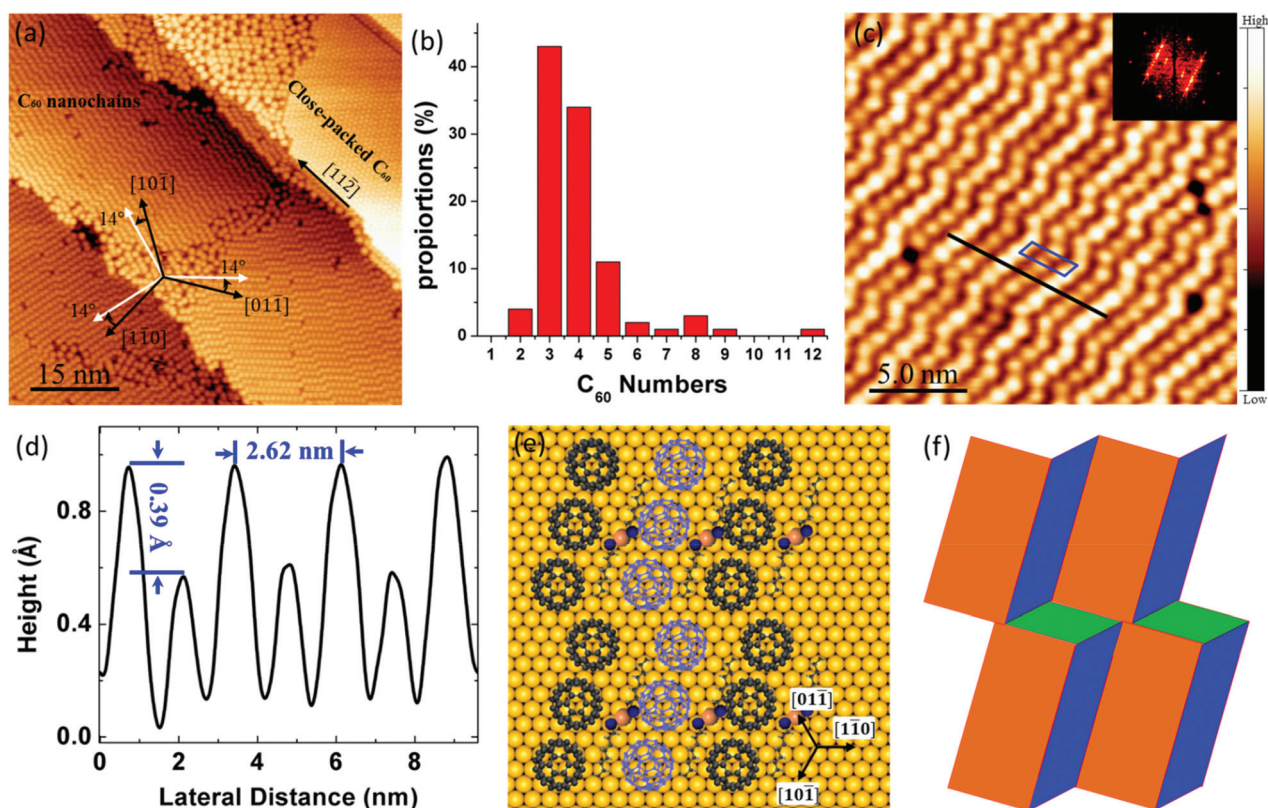 (a)
C₆₀ nanochains
Close-packed C₆₀
[112̄]
[101̄]
14°
14°
[011̄]
14°
[11̄0]
15 nm
(b)
propiortions (%)
40
30
20
10
0
1 2 3 4 5 6 7 8 9 10 11 12
C₆₀ Numbers
(c)
5.0 nm
High
Low
(d)
2.62 nm
0.39 Å
Height (Å)
0.8
0.4
0.0
0 2 4 6 8
Lateral Distance (nm)
(e)
[011̄]
[11̄0]
[101̄]
(f)